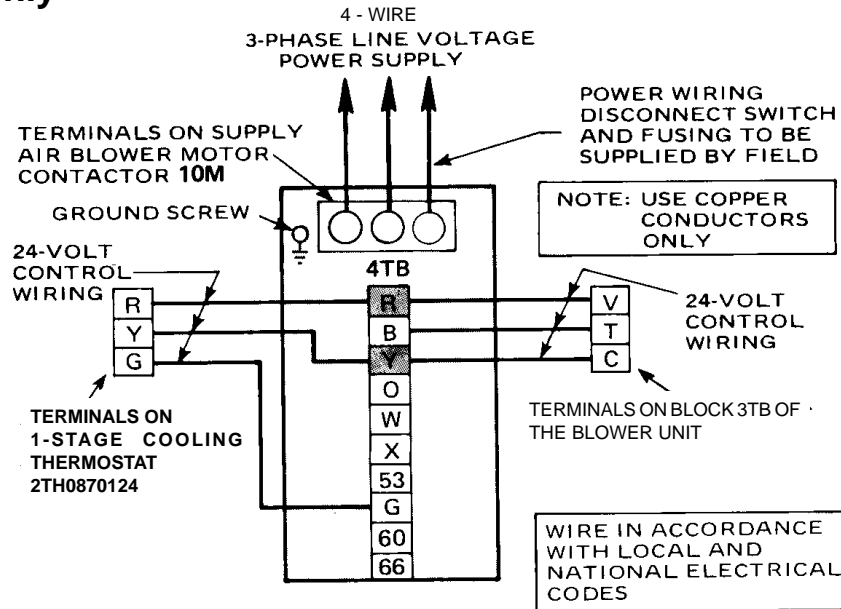 4 - WIRE
3-PHASE LINE VOLTAGE
POWER SUPPLY
POWER WIRING
DISCONNECT SWITCH
AND FUSING TO BE
SUPPLIED BY FIELD
TERMINALS ON SUPPLY
AIR BLOWER MOTOR
CONTACTOR 10M
NOTE: USE COPPER
CONDUCTORS
ONLY
GROUND SCREW
24-VOLT
CONTROL
WIRING
4TB
R
Y
G
R
B
Y
O
W
X
53
G
60
66
V
T
C
24-VOLT
CONTROL
WIRING
TERMINALS ON
1-STAGE COOLING
THERMOSTAT
2TH0870124
TERMINALS ON BLOCK 3TB OF
THE BLOWER UNIT
WIRE IN ACCORDANCE
WITH LOCAL AND
NATIONAL ELECTRICAL
CODES